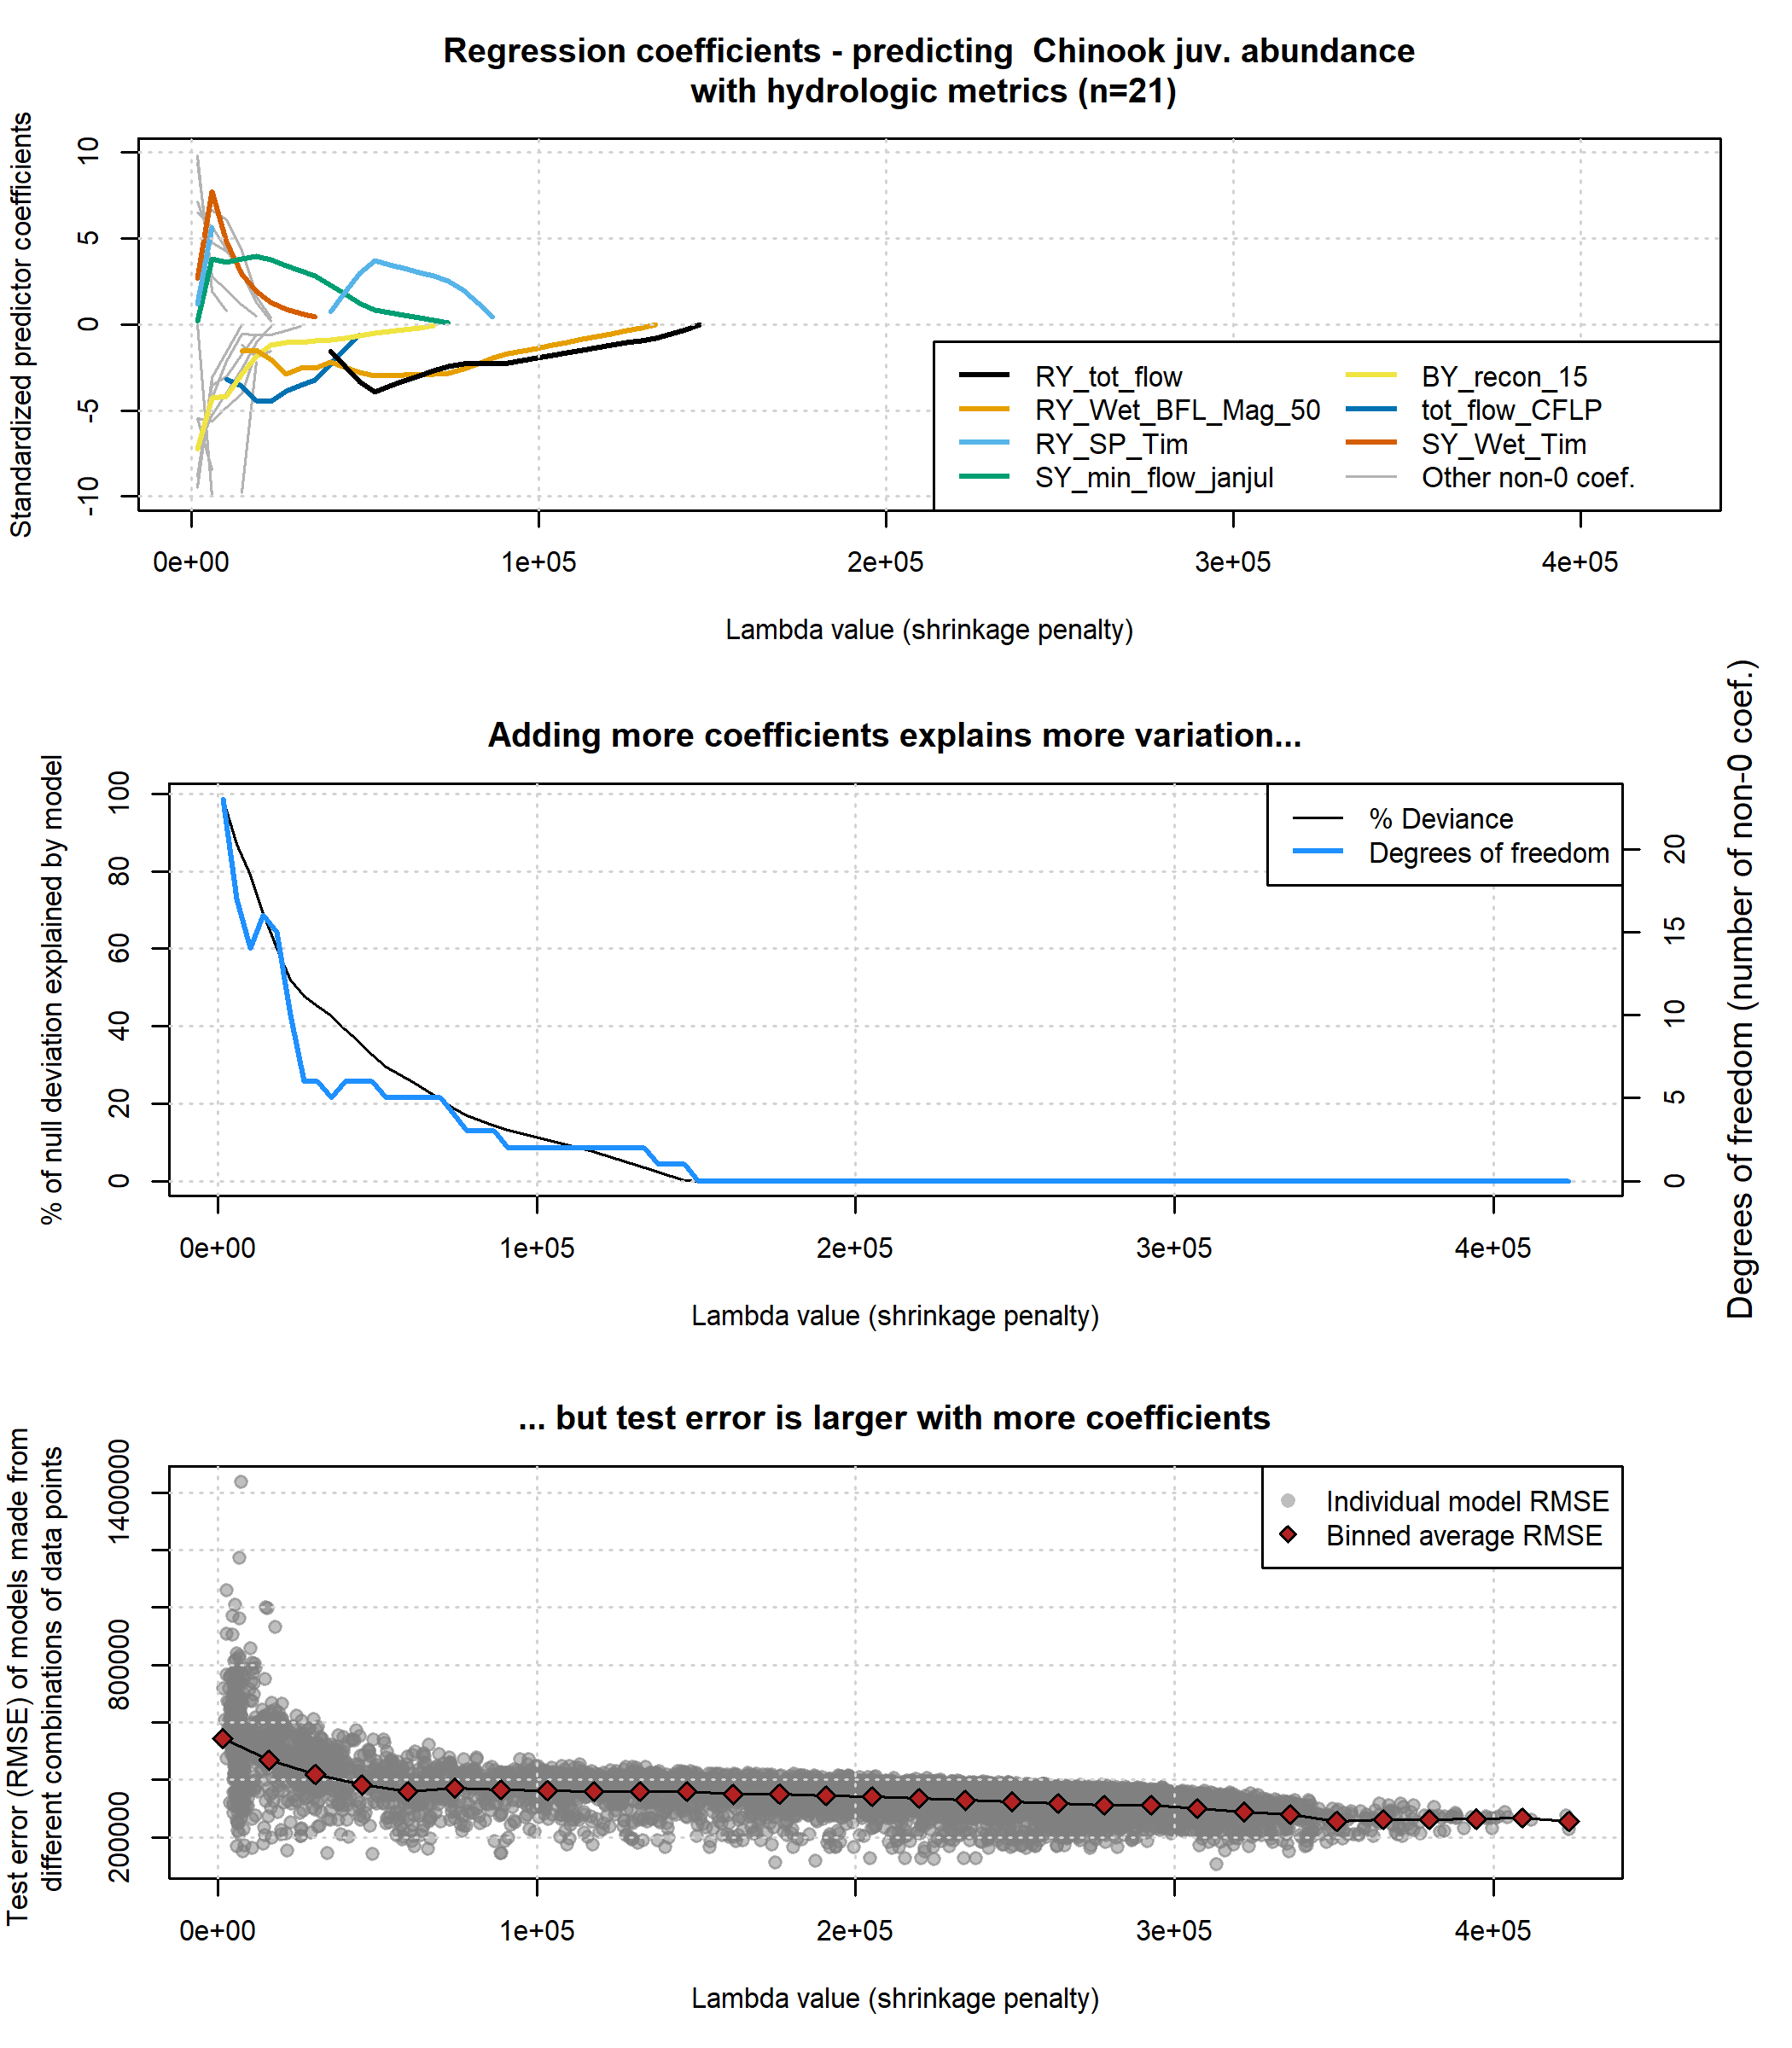 Regression coefficients - predicting  Chinook juv. abundance
with hydrologic metrics (n=21)
Standardized predictor coefficients
10
5
0
-5
-10
RY_tot_flow
RY_Wet_BFL_Mag_50
RY_SP_Tim
SY_min_flow_janjul
BY_recon_15
tot_flow_CFLP
SY_Wet_Tim
Other non-0 coef.
0e+00 1e+05 2e+05 3e+05 4e+05
Lambda value (shrinkage penalty)
Adding more coefficients explains more variation...
% of null deviation explained by model
100
80
60
40
20
0
% Deviance
Degrees of freedom
20
15
10
5
0
Degrees of freedom (number of non-0 coef.)
0e+00 1e+05 2e+05 3e+05 4e+05
Lambda value (shrinkage penalty)
... but test error is larger with more coefficients
Test error (RMSE) of models made from
different combinations of data points
1400000
800000
200000
Individual model RMSE
Binned average RMSE
0e+00 1e+05 2e+05 3e+05 4e+05
Lambda value (shrinkage penalty)